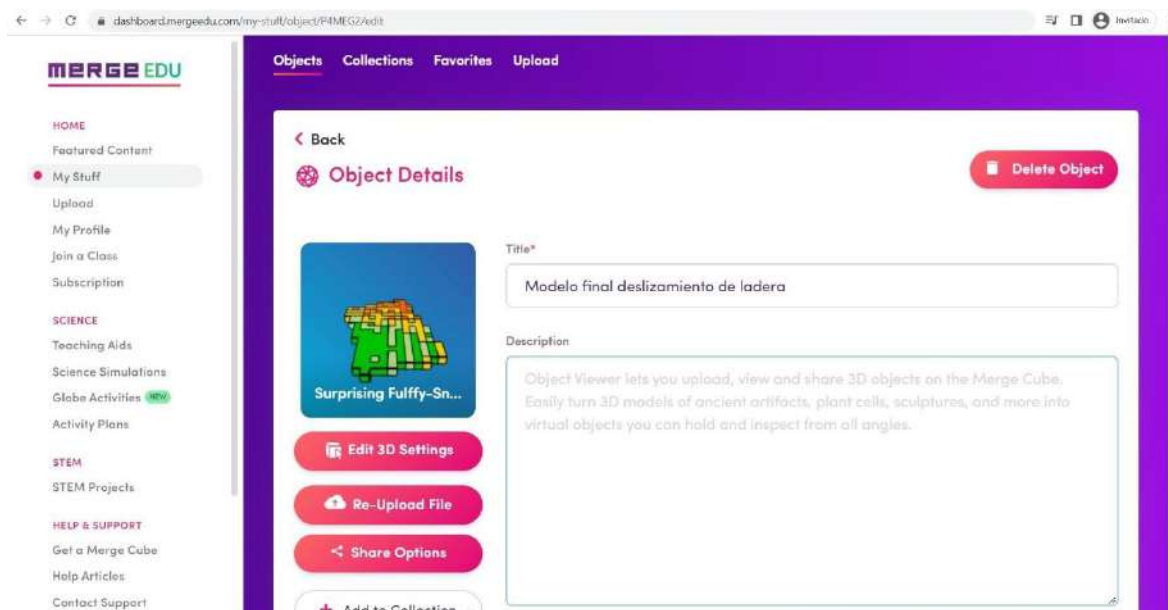 dashboard.mergeedu.com/my-stuff/object/P4MEG2/edit
Invitado
MERGE EDU
HOME
Featured Content
My Stuff
Upload
My Profile
Join a Class
Subscription
SCIENCE
Teaching Aids
Science Simulations
Globe Activities NEW
Activity Plans
STEM
STEM Projects
HELP & SUPPORT
Get a Merge Cube
Help Articles
Contact Support
Objects Collections Favorites Upload
Back
Object Details
Delete Object
Surprising Fulffy-Sn...
Edit 3D Settings
Re-Upload File
Share Options
Add to Collection
Title*
Modelo final deslizamiento de ladera
Description
Object Viewer lets you upload, view and share 3D objects on the Merge Cube.
Easily turn 3D models of ancient artifacts, plant cells, sculptures, and more into
virtual objects you can hold and inspect from all angles.